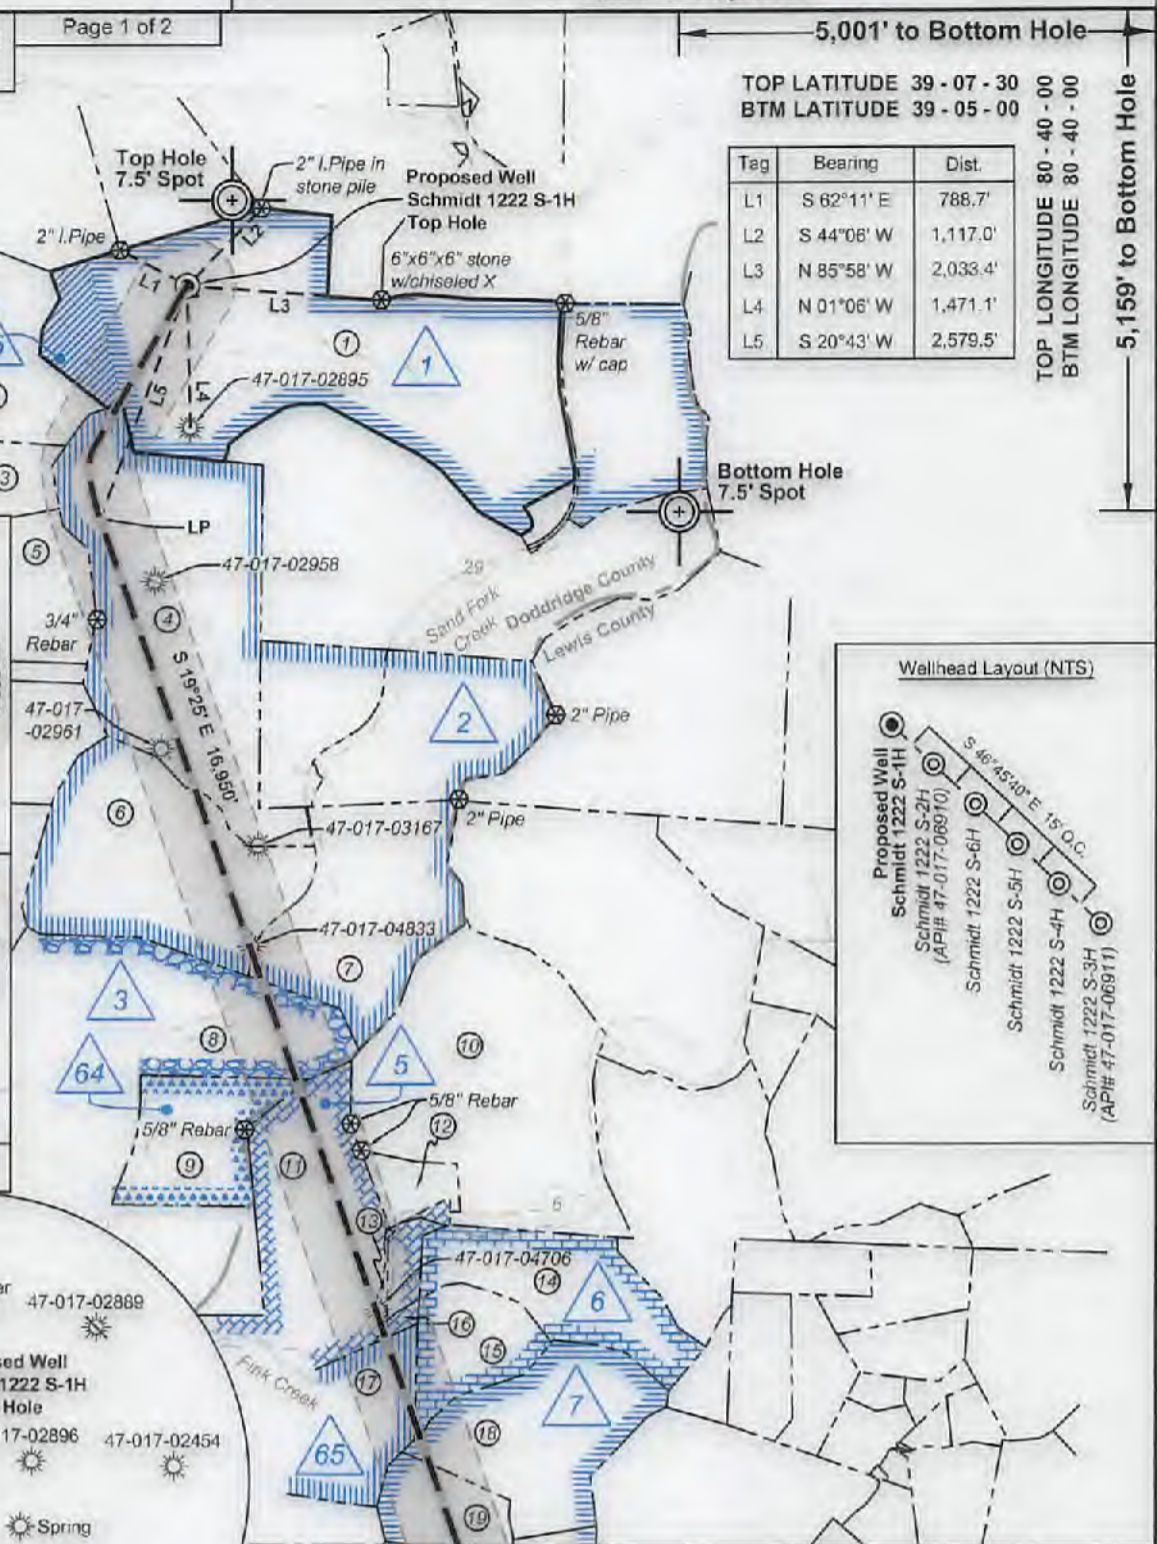 Page 1 of 2
5,001' to Bottom Hole
TOP LATITUDE 39 - 07 - 30
BTM LATITUDE 39 - 05 - 00
TOP LONGITUDE 80 - 40 - 00
BTM LONGITUDE 80 - 40 - 00
5,159' to Bottom Hole
Tag Bearing Dist.
L1 S 62°11' E 788.7'
L2 S 44°06' W 1,117.0'
L3 N 85°58' W 2,033.4'
L4 N 01°06' W 1,471.1'
L5 S 20°43' W 2,579.5'
Top Hole
7.5' Spot
2" I.Pipe in
stone pile
Proposed Well
Schmidt 1222 S-1H
Top Hole
2" I.Pipe
6"x6"x6" stone
w/chiseled X
L1
L2
L3
L4
L5
5/8"
Rebar
w/ cap
1
1
47-017-02895
3
Bottom Hole
7.5' Spot
LP
5
47-017-02958
29
Sand Fork
Creek
Doddridge County
Lewis County
3/4"
Rebar
4
S 19°25' E 16,950'
47-017
-02961
2
2" Pipe
6
47-017-03167
2" Pipe
47-017-04833
7
3
8
64
5
10
5/8" Rebar
5/8" Rebar
12
9
11
13
6
47-017-04706
14
6
16
15
17
Fink Creek
7
18
65
19
Wellhead Layout (NTS)
S 46°45'40" E 15' O.C.
Proposed Well
Schmidt 1222 S-1H
Schmidt 1222 S-2H
(API# 47-017-06910)
Schmidt 1222 S-6H
Schmidt 1222 S-5H
Schmidt 1222 S-4H
Schmidt 1222 S-3H
(API# 47-017-06911)
47-017-02889
sed Well
1222 S-1H
Hole
17-02896
47-017-02454
Spring